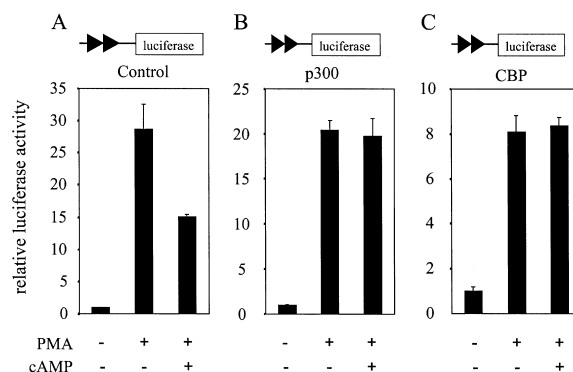 A B C
luciferase luciferase luciferase
Control p300 CBP
relative luciferase activity
35 30 25 20 15 10 5 0
25 20 15 10 5 0
10 8 6 4 2 0
PMA - + + - + + - + +
cAMP - - + - - + - - +